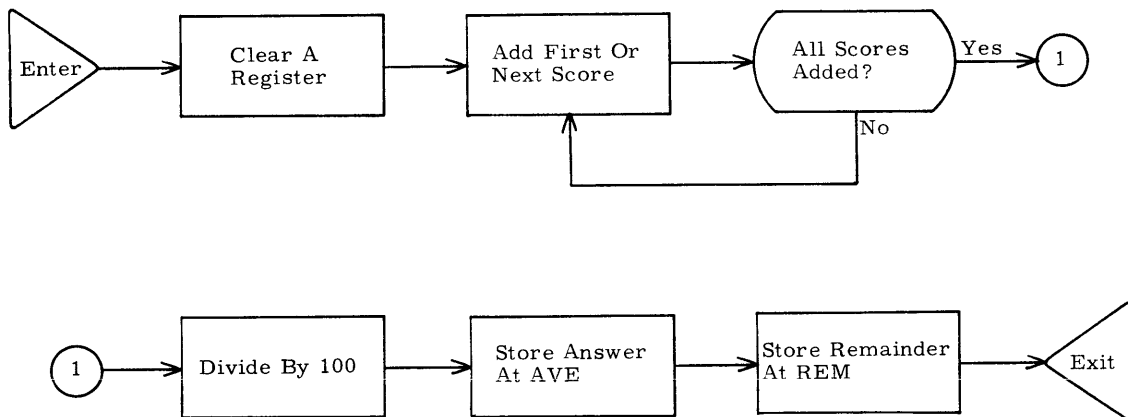 Enter
Clear A
Register
Add First Or
Next Score
All Scores
Added?
Yes
1
No
1
Divide By 100
Store Answer
At AVE
Store Remainder
At REM
Exit